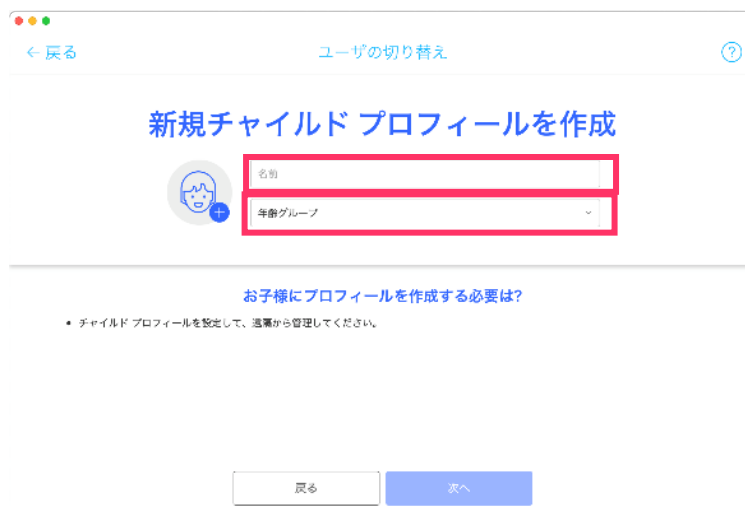 ← 戻る
ユーザの切り替え
?
新規チャイルド プロフィールを作成
名前
年齢グループ
お子様にプロフィールを作成する必要は?
• チャイルド プロフィールを設定して、遠隔から管理してください。
戻る
次へ